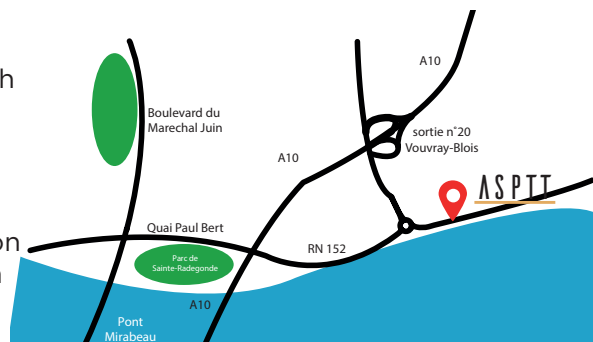 h
on
Boulevard du
Marechal Juin
A10
A10
sortie n°20
Vouvray-Blois
ASPTT
Quai Paul Bert
RN 152
Parc de
Sainte-Radegonde
A10
Pont
Mirabeau